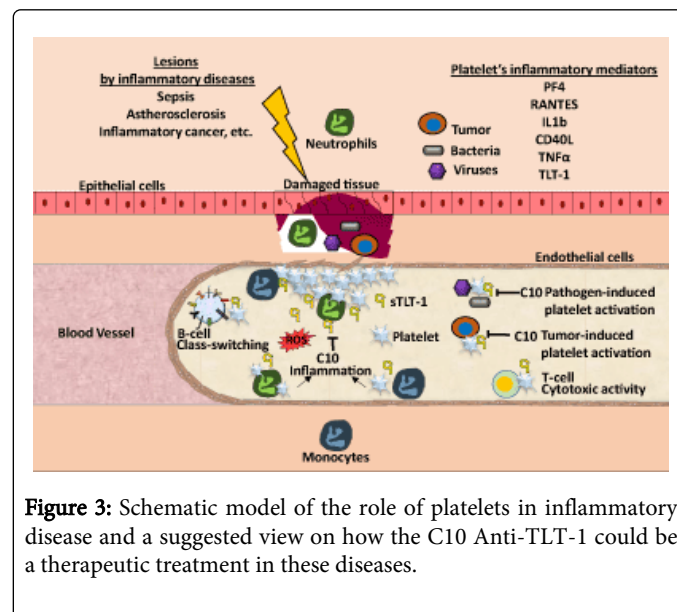 Lesions
by inflammatory diseases
Sepsis
Astherosclerosis
Inflammatory cancer, etc.
Neutrophils
Tumor
Bacteria
Viruses
Platelet's inflammatory mediators
PF4
RANTES
IL1b
CD40L
TNFα
TLT-1
Epithelial cells
Damaged tissue
Endothelial cells
Blood Vessel
B-cell
Class-switching
ROS
C10
Inflammation
sTLT-1
Platelet
C10 Pathogen-induced
platelet activation
C10 Tumor-induced
platelet activation
T-cell
Cytotoxic activity
Monocytes
Figure 3: Schematic model of the role of platelets in inflammatory
disease and a suggested view on how the C10 Anti-TLT-1 could be
a therapeutic treatment in these diseases.